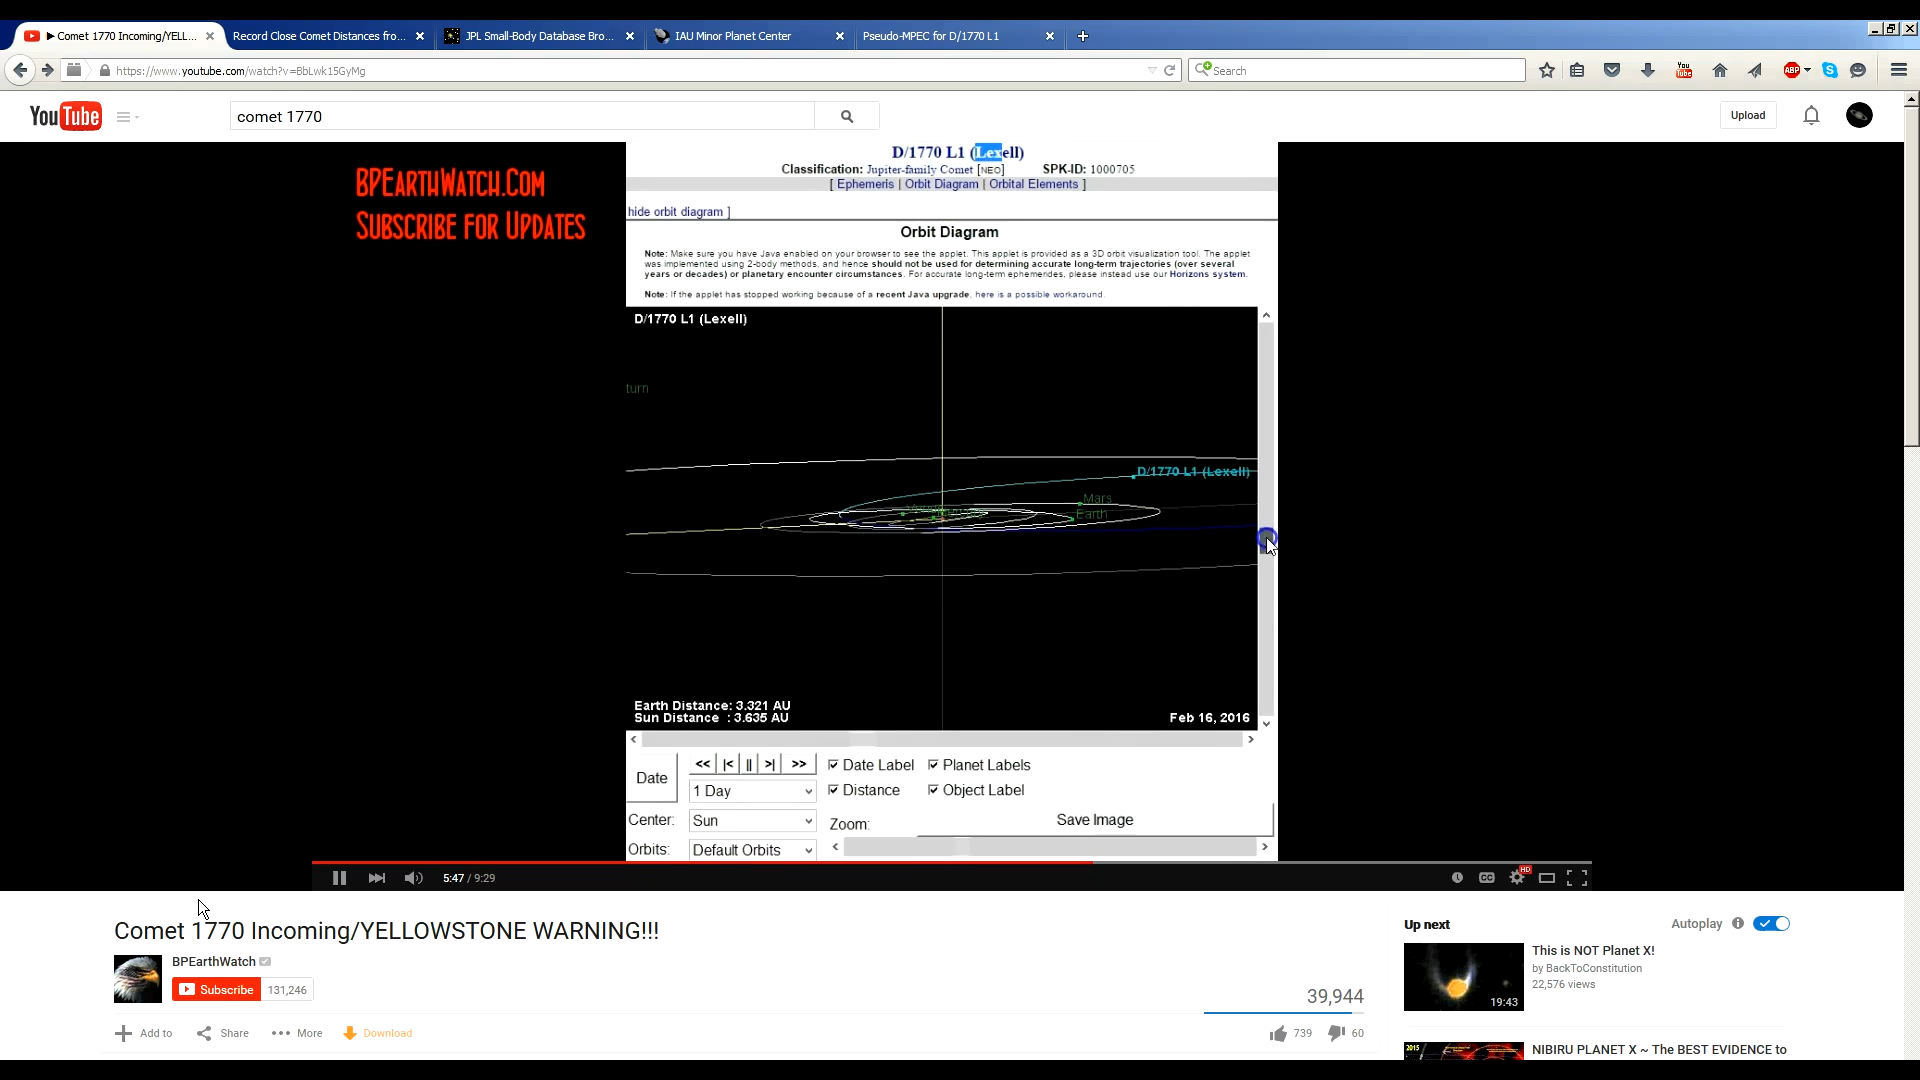 ▶ Comet 1770 Incoming/YELL...
Record Close Comet Distances fro...
JPL Small-Body Database Bro...
IAU Minor Planet Center
Pseudo-MPEC for D/1770 L1
https://www.youtube.com/watch?v=BbLwk15GyMg
Search
You
Tube
ABP
YouTube
comet 1770
Upload
BPEarthWatch.Com
Subscribe for Updates
D/1770 L1 (Lexell)
Classification: Jupiter-family Comet [NEO] SPK-ID: 1000705
[ Ephemeris | Orbit Diagram | Orbital Elements ]
hide orbit diagram ]
Orbit Diagram
Note: Make sure you have Java enabled on your browser to see the applet. This applet is provided as a 3D orbit visualization tool. The applet
was implemented using 2-body methods, and hence should not be used for determining accurate long-term trajectories (over several
years or decades) or planetary encounter circumstances. For accurate long-term ephemerides, please instead use our Horizons system.
Note: If the applet has stopped working because of a recent Java upgrade, here is a possible workaround.
D/1770 L1 (Lexell)
turn
D/1770 L1 (Lexell)
Mars
Earth
Earth Distance: 3.321 AU
Sun Distance : 3.635 AU
Feb 16, 2016
Date
<< |< || >| >>
Date Label
Planet Labels
1 Day
Distance
Object Label
Center:
Sun
Zoom:
Save Image
Orbits:
Default Orbits
5:47 / 9:29
CC
HD
Comet 1770 Incoming/YELLOWSTONE WARNING!!!
BPEarthWatch
Subscribe
131,246
39,944
Add to
Share
More
Download
739
60
Up next
Autoplay
This is NOT Planet X!
by BackToConstitution
22,576 views
19:43
2015
NIBIRU PLANET X ~ The BEST EVIDENCE to